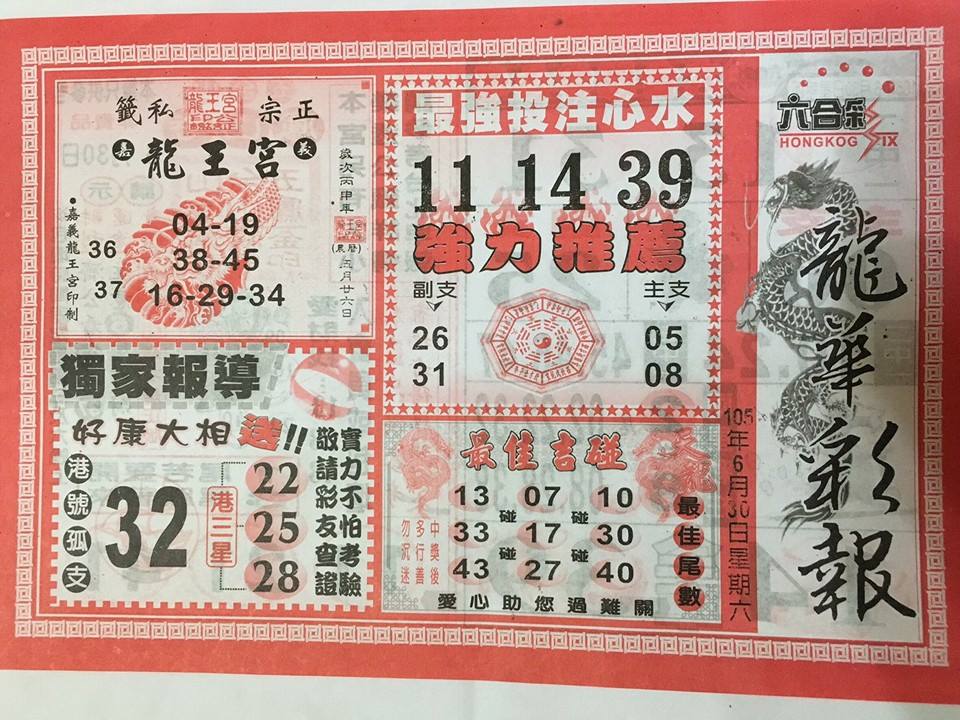 六合彩
HONGKOG SIX
龍華彩報
105年6月30日星期六
最強投注心水
11 14 39
強力推薦
副支 主支
26 05
31 08
正宗 私籤
嘉 龍王宮 義
歲次丙申年
(農曆)五月廿六日
04-19
36 38-45
37 16-29-34
•嘉義龍王宮印製
獨家報導
好康大相送!!
港號孤支
32
港三星
22
25
28
實力不怕考驗
敬請彩友查證
最佳吉碰
天龍
最佳尾數
13 07 10
碰 碰
33 17 30
碰 碰
43 27 40
中獎後
多行善
勿沉迷
愛心助您過難關